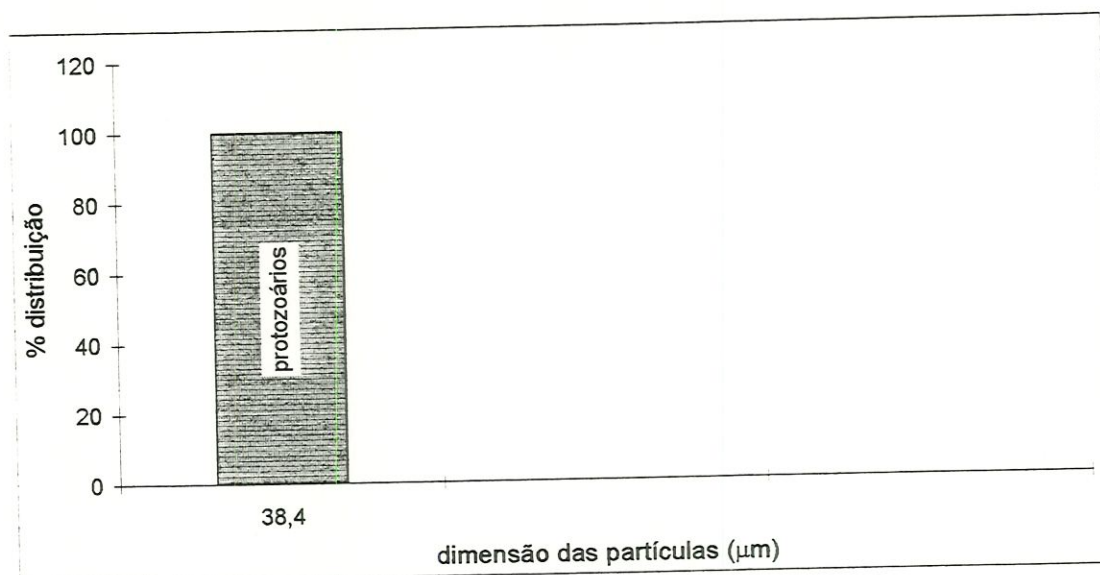 120
100
80
60
40
20
0
% distribuição
protozoários
38,4
dimensão das partículas (µm)